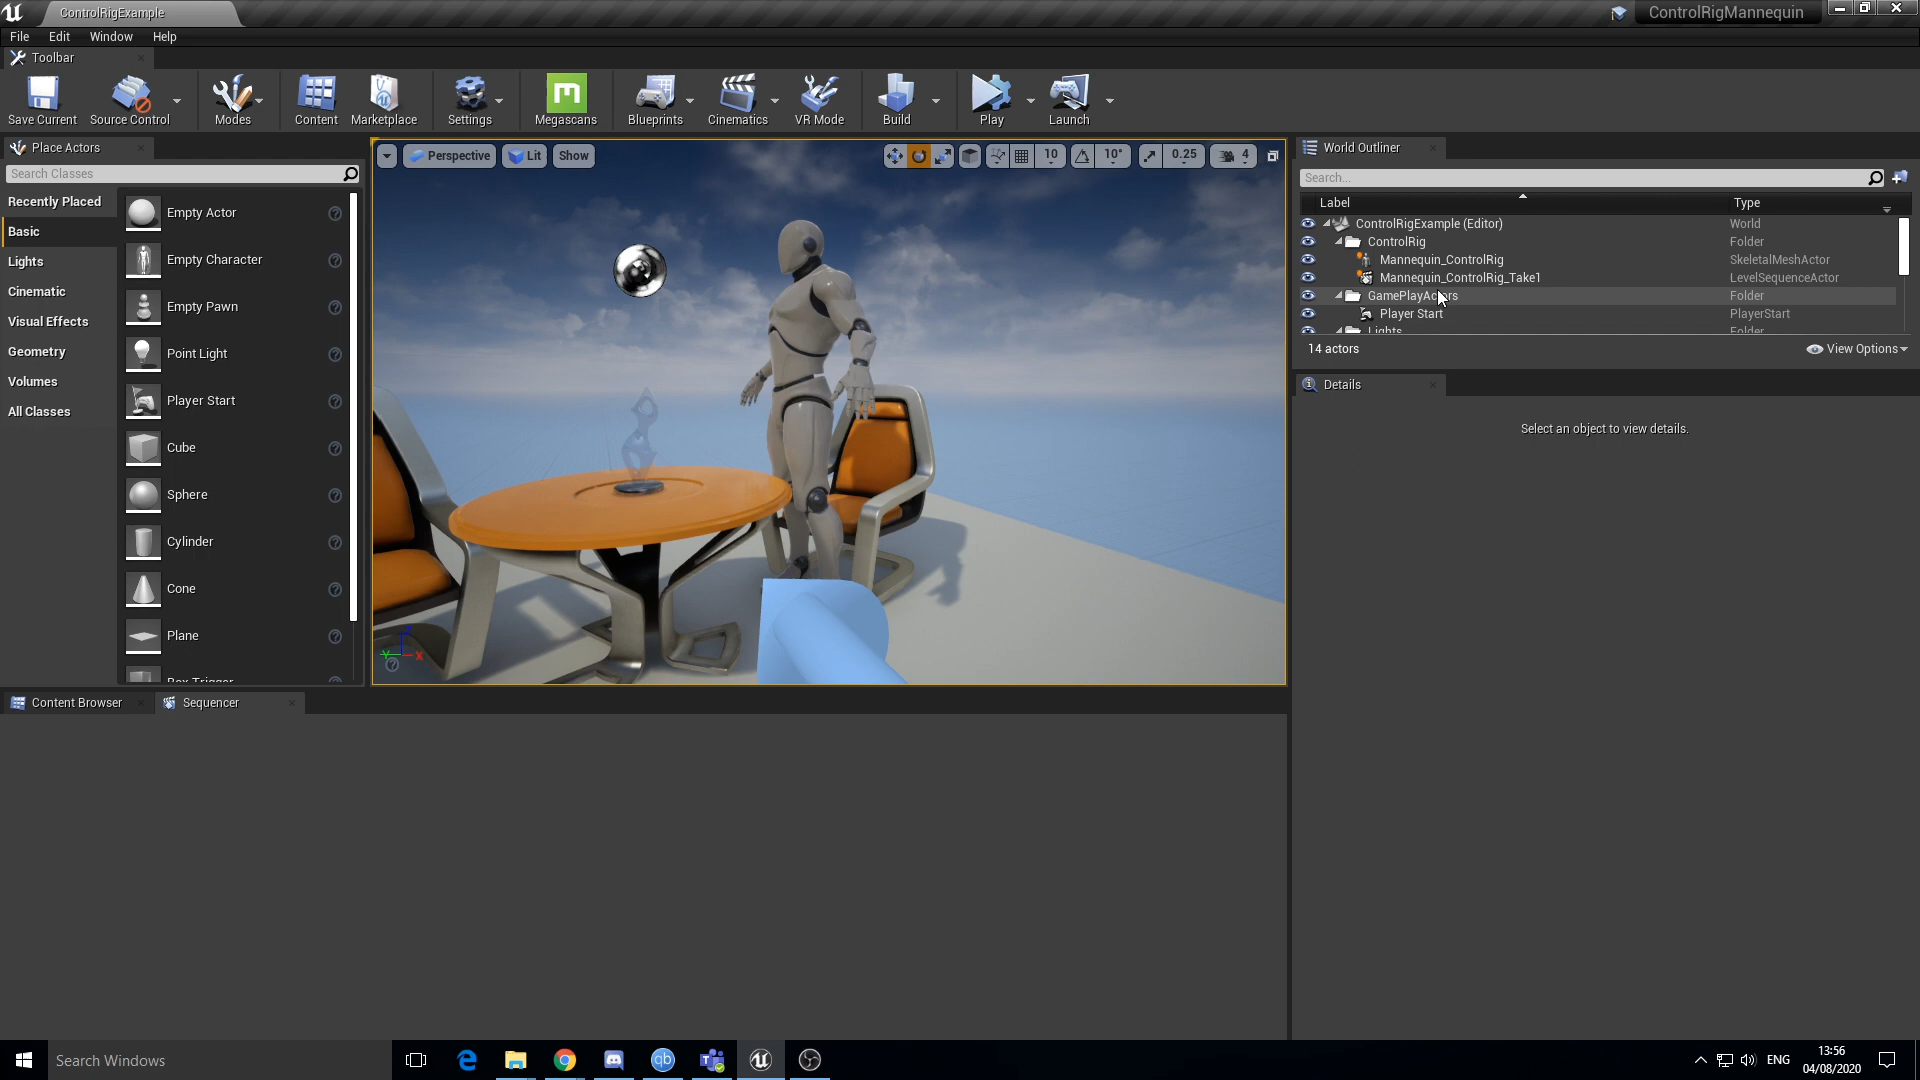 ControlRigExample
ControlRigMannequin
File Edit Window Help
Toolbar
Save Current Source Control Modes Content Marketplace Settings Megascans Blueprints Cinematics VR Mode Build Play Launch
Place Actors
Search Classes
Recently Placed
Basic
Lights
Cinematic
Visual Effects
Geometry
Volumes
All Classes
Empty Actor
Empty Character
Empty Pawn
Point Light
Player Start
Cube
Sphere
Cylinder
Cone
Plane
Box Trigger
Perspective Lit Show 10 10° 0.25 4
Y X
World Outliner
Search...
Label Type
ControlRigExample (Editor) World
ControlRig Folder
Mannequin_ControlRig SkeletalMeshActor
Mannequin_ControlRig_Take1 LevelSequenceActor
GamePlayActors Folder
Player Start PlayerStart
Lights Folder
14 actors View Options
Details
Select an object to view details.
Content Browser Sequencer
Search Windows
ENG
13:56
04/08/2020